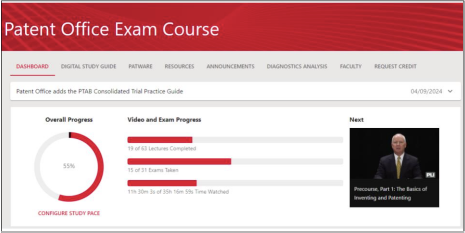 Patent Office Exam Course
DASHBOARD DIGITAL STUDY GUIDE PATWARE RESOURCES ANNOUNCEMENTS DIAGNOSTICS ANALYSIS FACULTY REQUEST CREDIT
Patent Office adds the PTAB Consolidated Trial Practice Guide 04/09/2024
Overall Progress Video and Exam Progress Next
19 of 63 Lectures Completed
55%
15 of 31 Exams Taken
PLI
11h 30m 3s of 35h 16m 59s Time Watched
Precourse, Part 1: The Basics of
Inventing and Patenting
CONFIGURE STUDY PACE